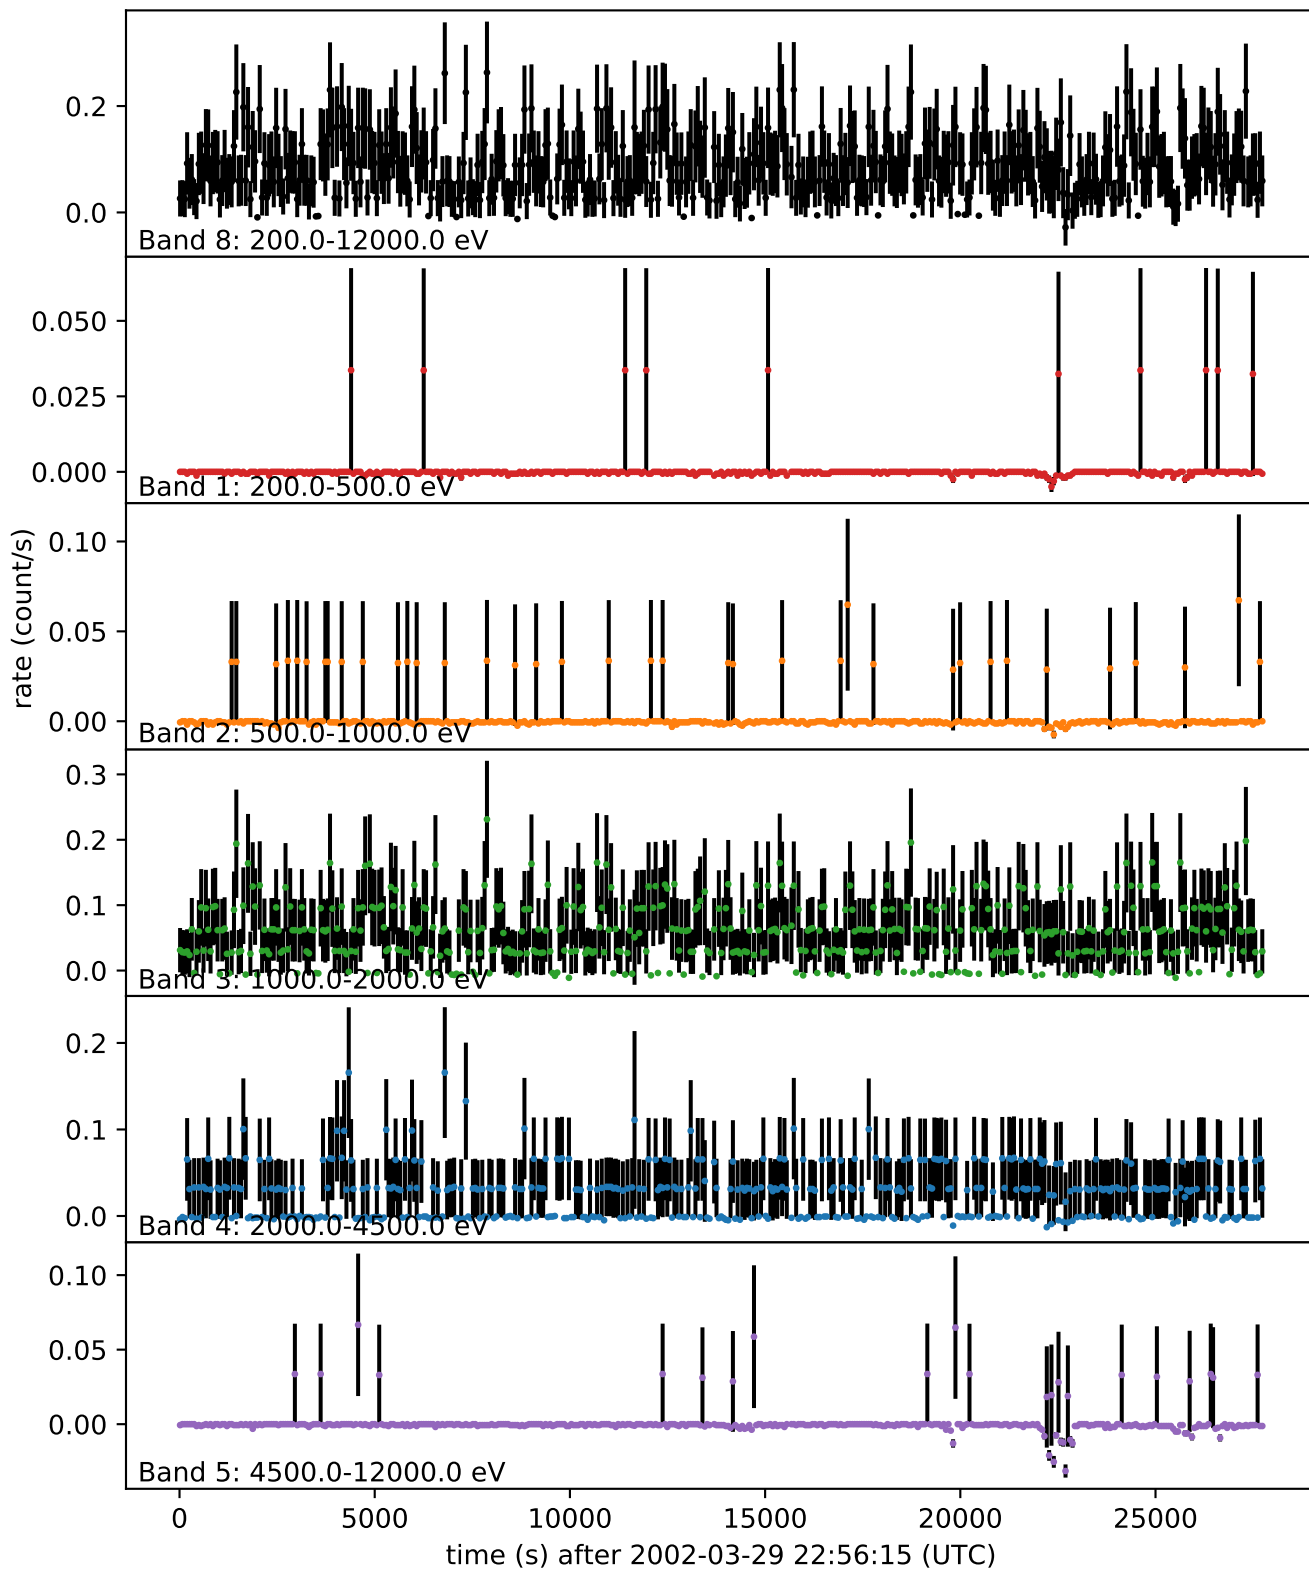 0.2
0.0
Band 8: 200.0-12000.0 eV
0.050
0.025
0.000
Band 1: 200.0-500.0 eV
rate (count/s)
0.10
0.05
0.00
Band 2: 500.0-1000.0 eV
0.3
0.2
0.1
0.0
Band 3: 1000.0-2000.0 eV
0.2
0.1
0.0
Band 4: 2000.0-4500.0 eV
0.10
0.05
0.00
Band 5: 4500.0-12000.0 eV
0 5000 10000 15000 20000 25000
time (s) after 2002-03-29 22:56:15 (UTC)